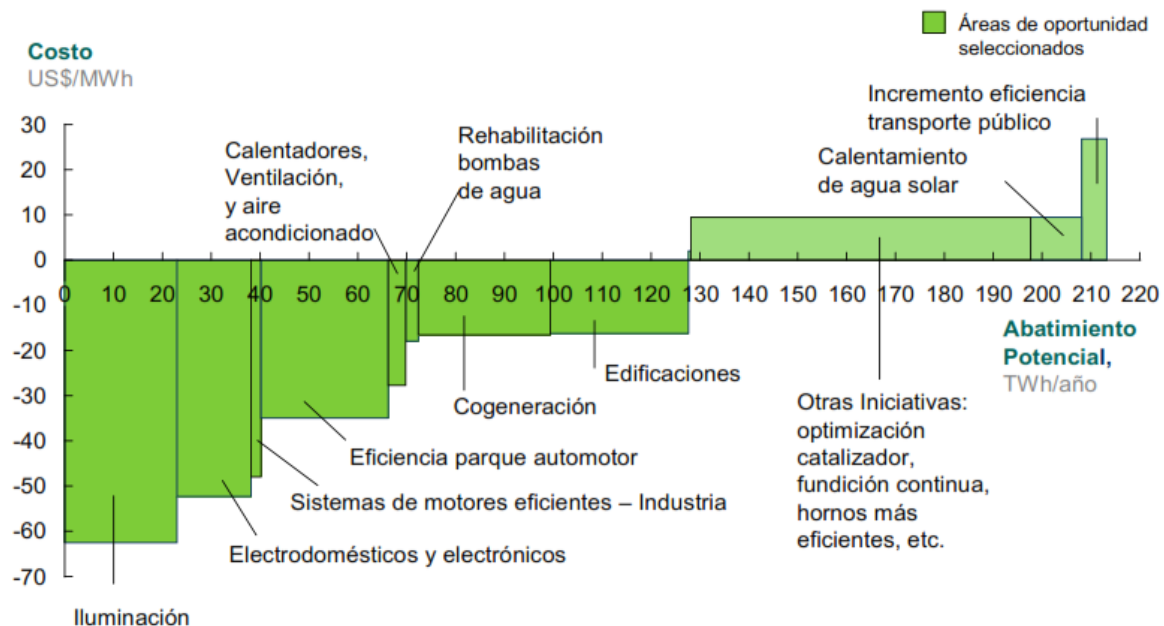 Áreas de oportunidad
seleccionados
Costo
US$/MWh
Incremento eficiencia
transporte público
Calentamiento
de agua solar
Rehabilitación
bombas
de agua
Calentadores,
Ventilación,
y aire
acondicionado
30
20
10
0
-10
-20
-30
-40
-50
-60
-70
0 10 20 30 40 50 60 70 80 90 100 110 120 130 140 150 160 170 180 190 200 210 220
Abatimiento
Potencial,
TWh/año
Edificaciones
Cogeneración
Eficiencia parque automotor
Sistemas de motores eficientes – Industria
Electrodomésticos y electrónicos
Iluminación
Otras Iniciativas:
optimización
catalizador,
fundición continua,
hornos más
eficientes, etc.